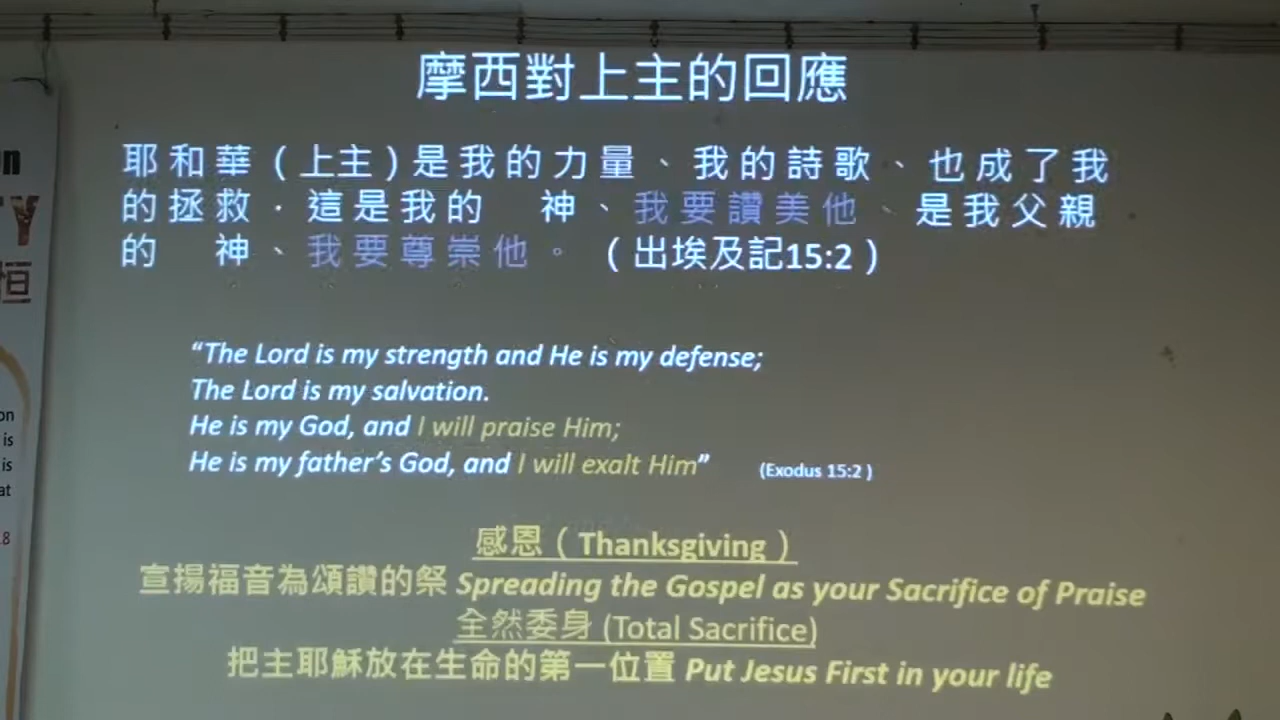 摩西對上主的回應
耶和華（上主）是我的力量、我的詩歌、也成了我
的拯救．這是我的 神、我要讚美他、是我父親
的 神、我要尊崇他。（出埃及記15:2）
“The Lord is my strength and He is my defense;
The Lord is my salvation.
He is my God, and I will praise Him;
He is my father’s God, and I will exalt Him” (Exodus 15:2 )
感恩（Thanksgiving）
宣揚福音為頌讚的祭 Spreading the Gospel as your Sacrifice of Praise
全然委身 (Total Sacrifice)
把主耶穌放在生命的第一位置 Put Jesus First in your life
恒
on
is
is
at